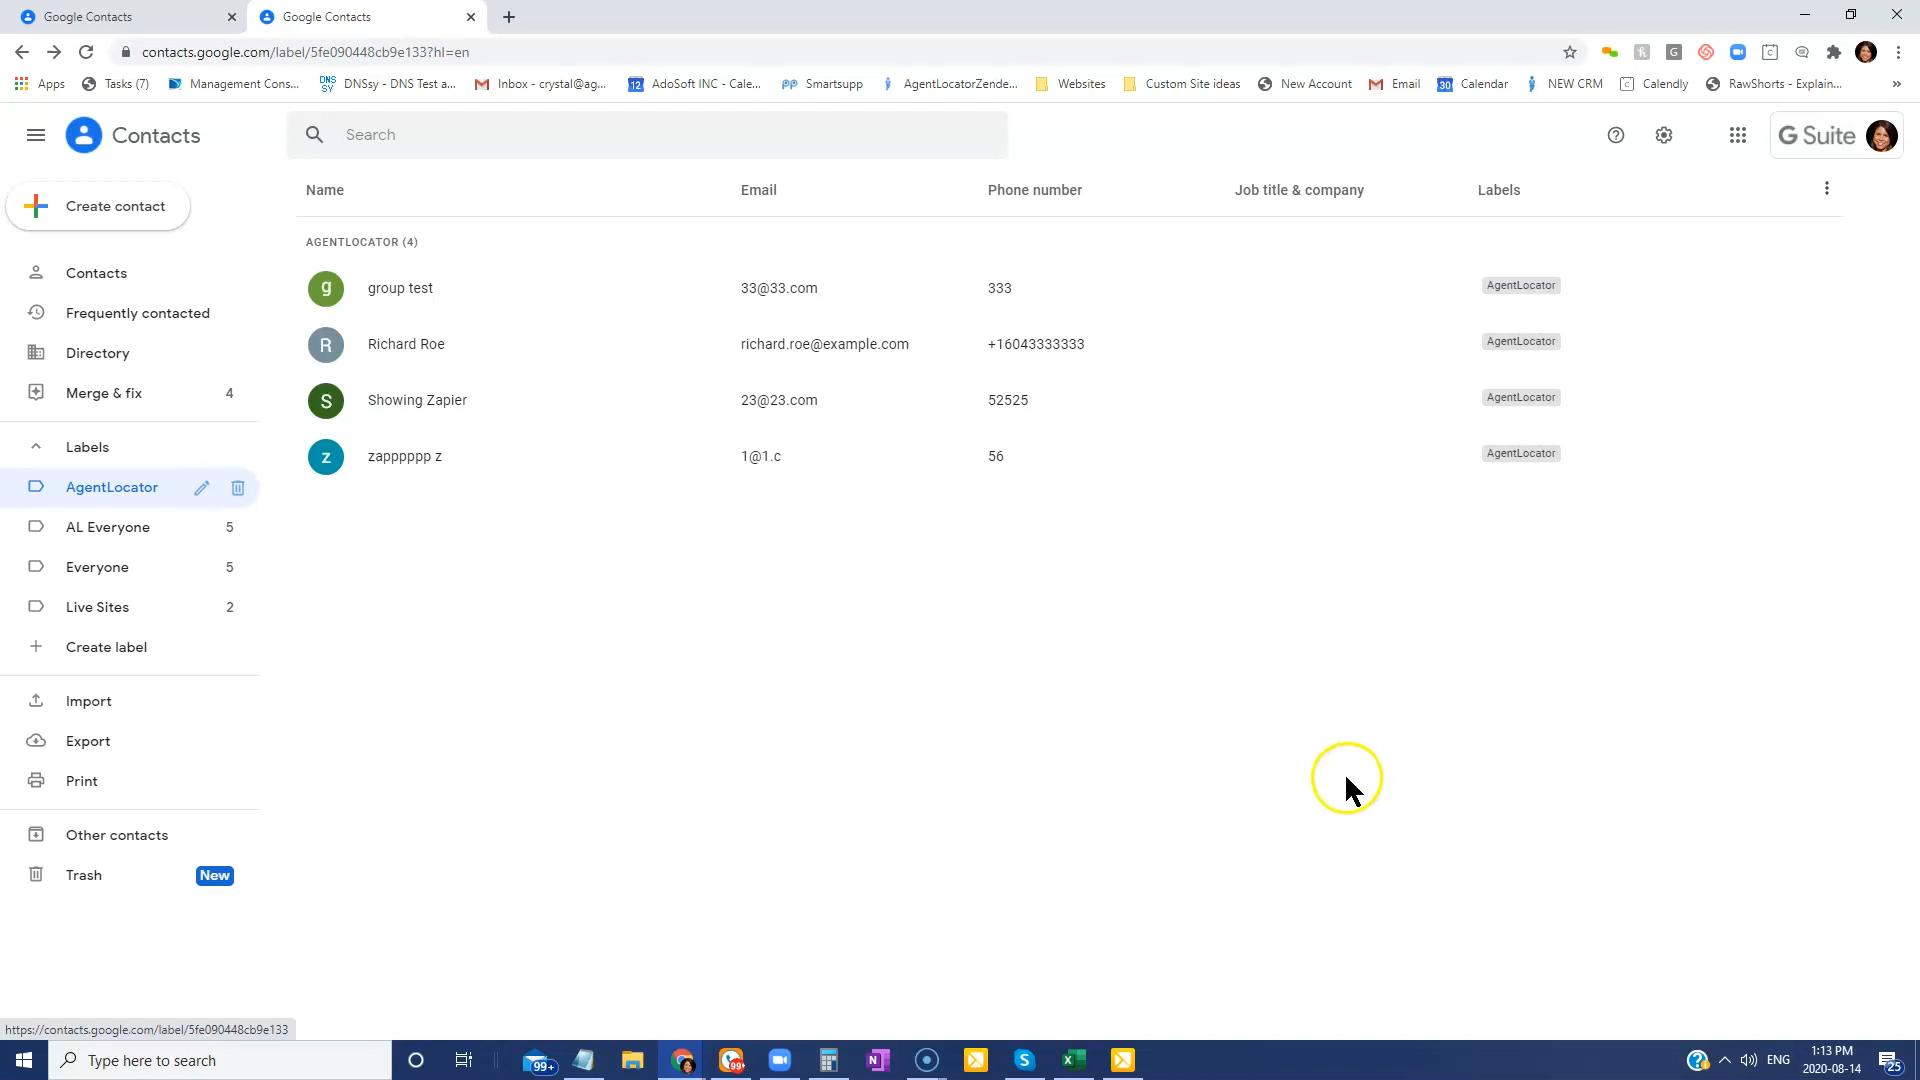 Google Contacts
Google Contacts
contacts.google.com/label/5fe090448cb9e133?hl=en
Apps Tasks (7) Management Cons... DNSsy - DNS Test a... Inbox - crystal@ag... AdoSoft INC - Cale... Smartsupp AgentLocatorZende... Websites Custom Site ideas New Account Email Calendar NEW CRM Calendly RawShorts - Explain... »
Contacts
Search
G Suite
Create contact
Contacts
Frequently contacted
Directory
Merge & fix 4
Labels
AgentLocator
AL Everyone 5
Everyone 5
Live Sites 2
Create label
Import
Export
Print
Other contacts
Trash New
Name Email Phone number Job title & company Labels
AGENTLOCATOR (4)
g group test 33@33.com 333 AgentLocator
R Richard Roe richard.roe@example.com +16043333333 AgentLocator
S Showing Zapier 23@23.com 52525 AgentLocator
z zapppppp z 1@1.c 56 AgentLocator
https://contacts.google.com/label/5fe090448cb9e133
Type here to search
99+
99+
ENG
1:13 PM
2020-08-14
25